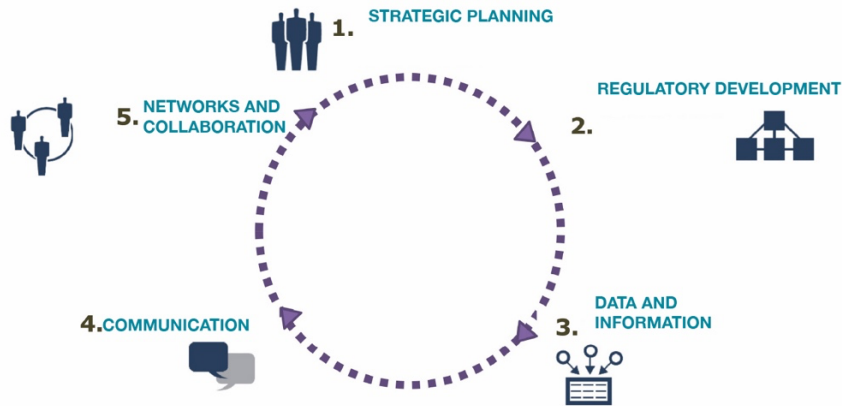 1. STRATEGIC PLANNING
2. REGULATORY DEVELOPMENT
3. DATA AND
INFORMATION
4. COMMUNICATION
5. NETWORKS AND
COLLABORATION